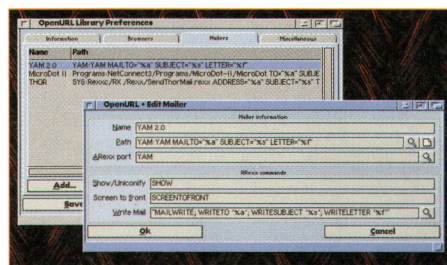 OpenURL Library Preferences
Information Browsers Mailers Miscellaneous
Name Path
YAM 2.0 YAM:YAM MAILTO="%a" SUBJECT="%s" LETTER="%f"
MicroDot II Programs:NetConnect3/Programs/MicroDot-II/MicroDot TO="%a" SUBJE
THOR SYS:Rexxc/RX /Rexx/SendThorMail.rexx ADDRESS="%a" SUBJECT="%s" T
Add...
Save
OpenURL • Edit Mailer
Mailer information
Name YAM 2.0
Path YAM:YAM MAILTO="%a" SUBJECT="%s" LETTER="%f"
ARexx port YAM
ARexx commands
Show/Uniconify SHOW
Screen to front SCREENTOFRONT
Write Mail "MAILWRITE; WRITETO '%a'; WRITESUBJECT '%s'; WRITELETTER '%f'"
Ok Cancel